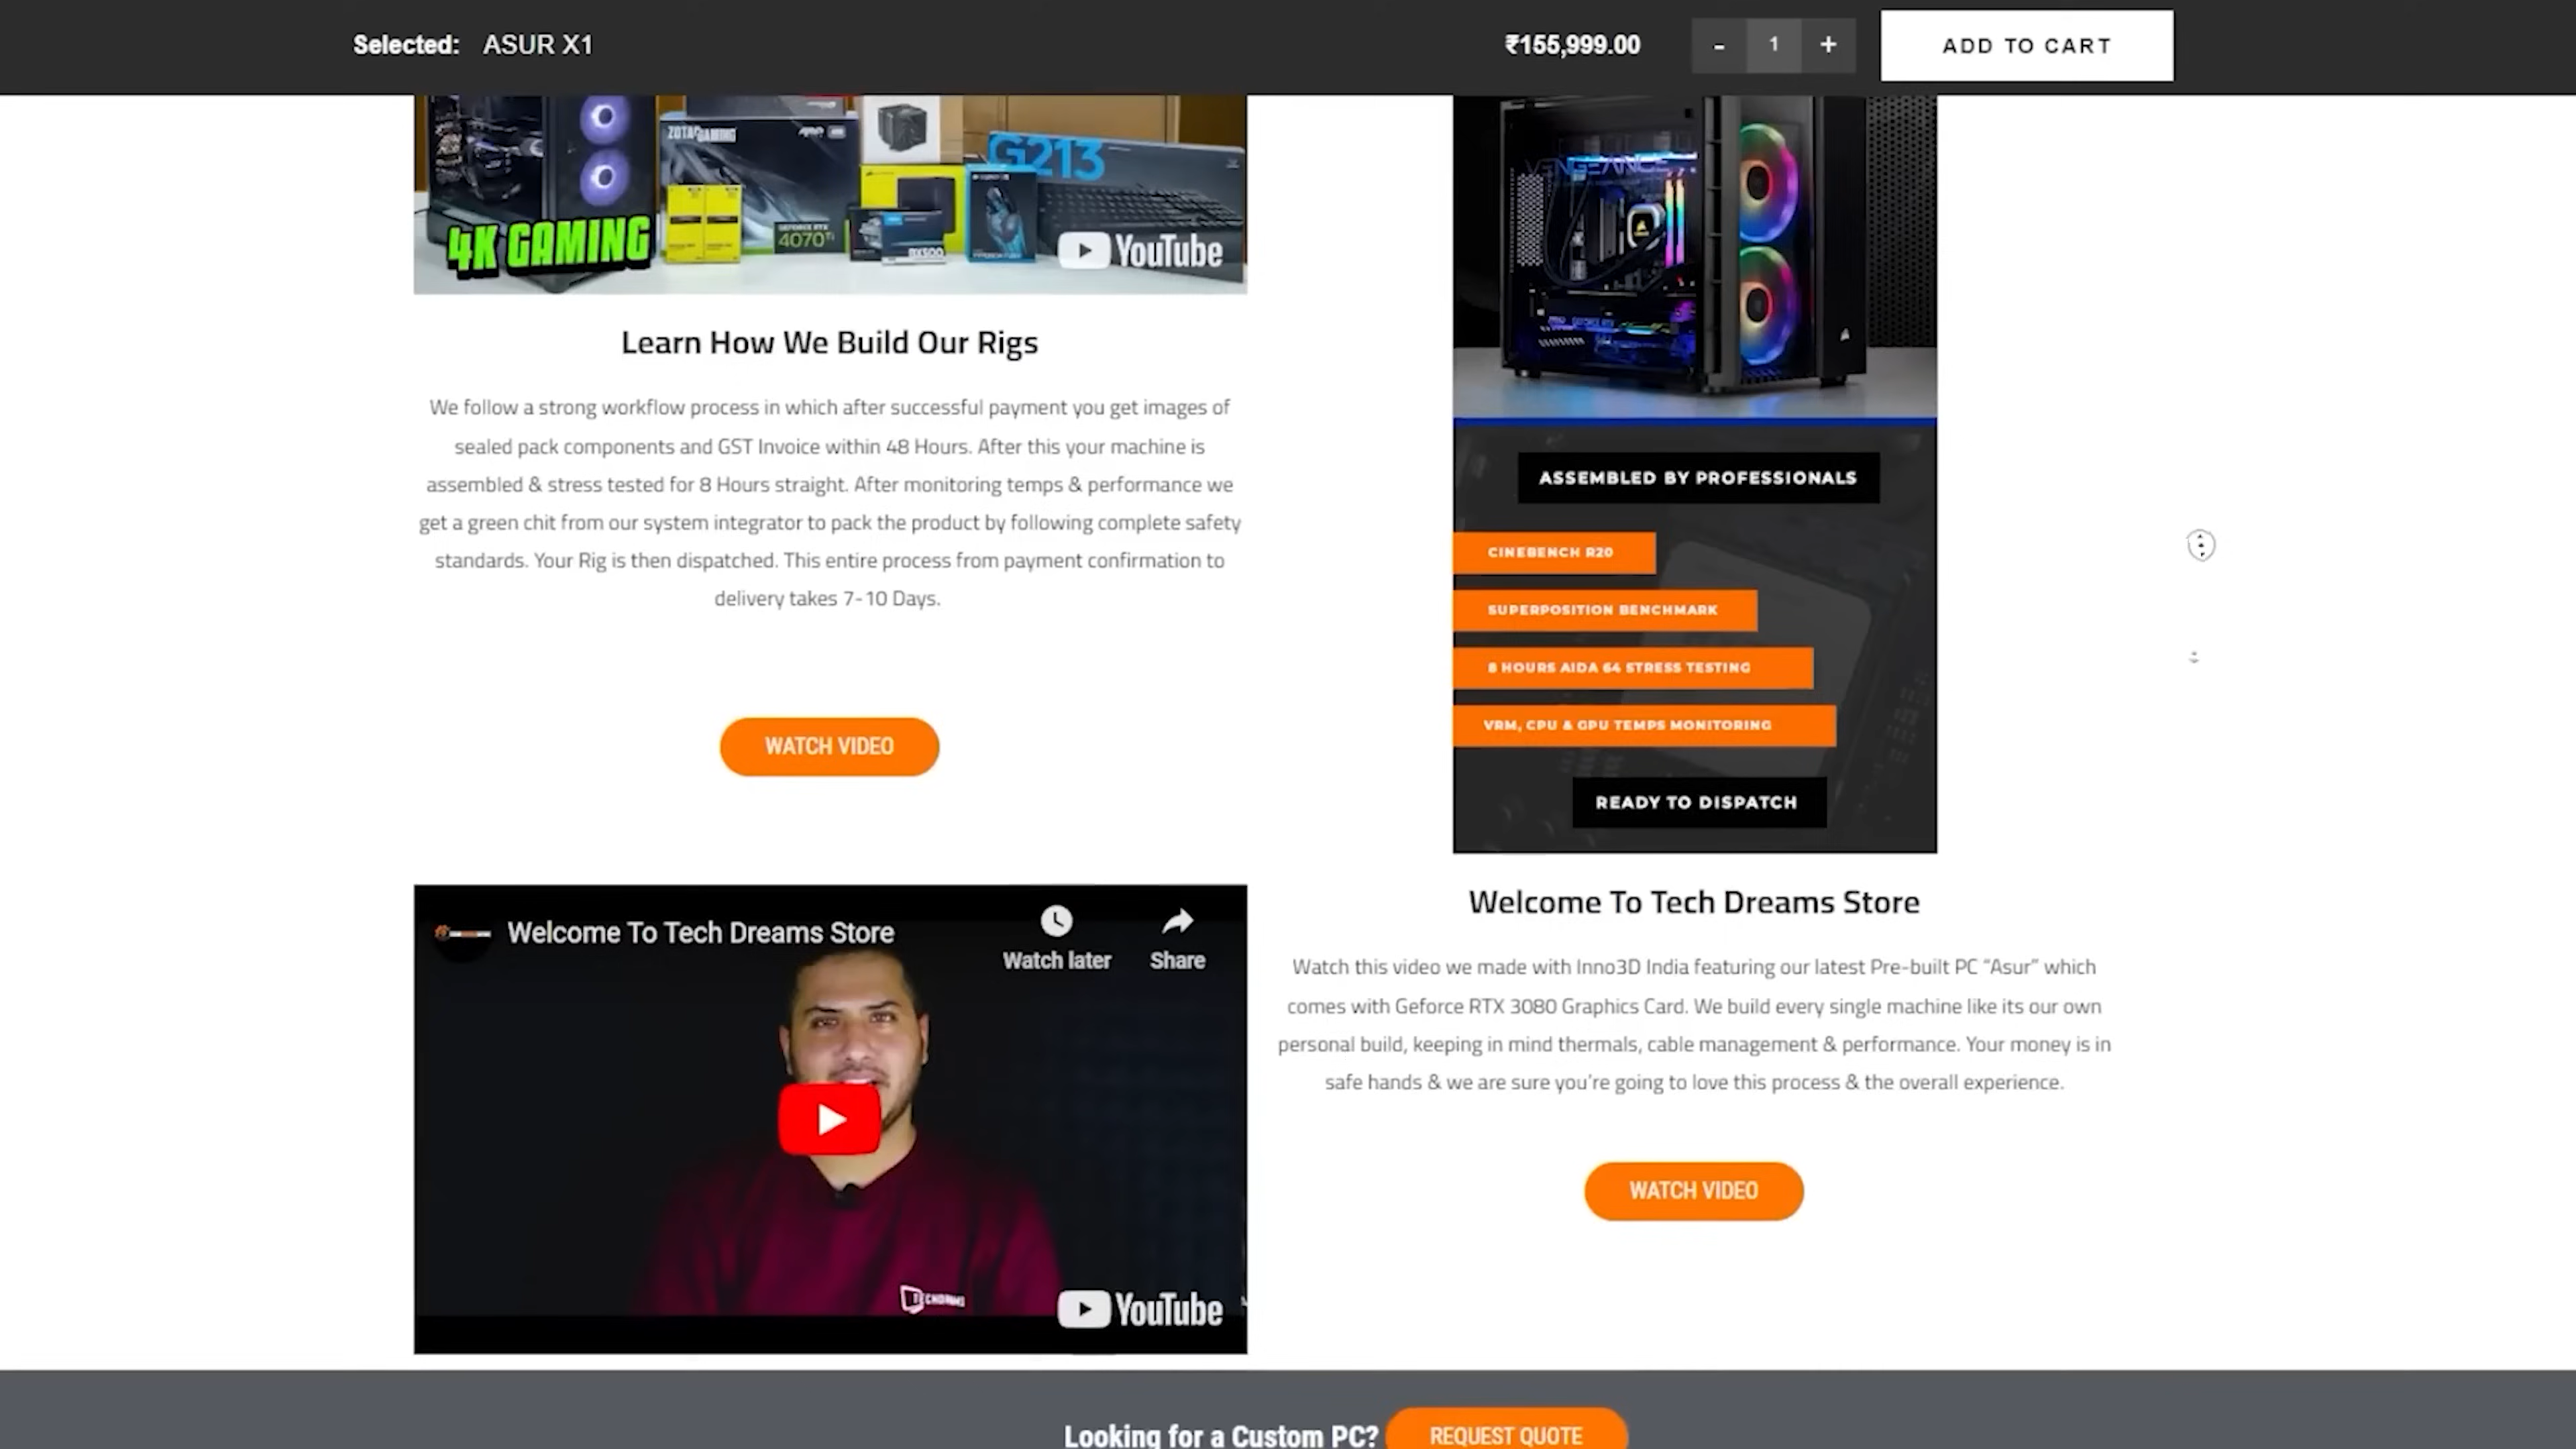 Selected: ASUR X1
₹155,999.00
- 1 +
ADD TO CART
ZOTAC GAMING
G213
GEFORCE RTX
4070Ti
4K GAMING
YouTube
VENGEANCE
Learn How We Build Our Rigs
We follow a strong workflow process in which after successful payment you get images of
sealed pack components and GST Invoice within 48 Hours. After this your machine is
assembled & stress tested for 8 Hours straight. After monitoring temps & performance we
get a green chit from our system integrator to pack the product by following complete safety
standards. Your Rig is then dispatched. This entire process from payment confirmation to
delivery takes 7-10 Days.
WATCH VIDEO
ASSEMBLED BY PROFESSIONALS
CINEBENCH R20
SUPERPOSITION BENCHMARK
8 HOURS AIDA 64 STRESS TESTING
VRM, CPU & GPU TEMPS MONITORING
READY TO DISPATCH
Welcome To Tech Dreams Store
Watch later
Share
YouTube
Welcome To Tech Dreams Store
Watch this video we made with Inno3D India featuring our latest Pre-built PC “Asur” which
comes with Geforce RTX 3080 Graphics Card. We build every single machine like its our own
personal build, keeping in mind thermals, cable management & performance. Your money is in
safe hands & we are sure you’re going to love this process & the overall experience.
WATCH VIDEO
Looking for a Custom PC?
REQUEST QUOTE